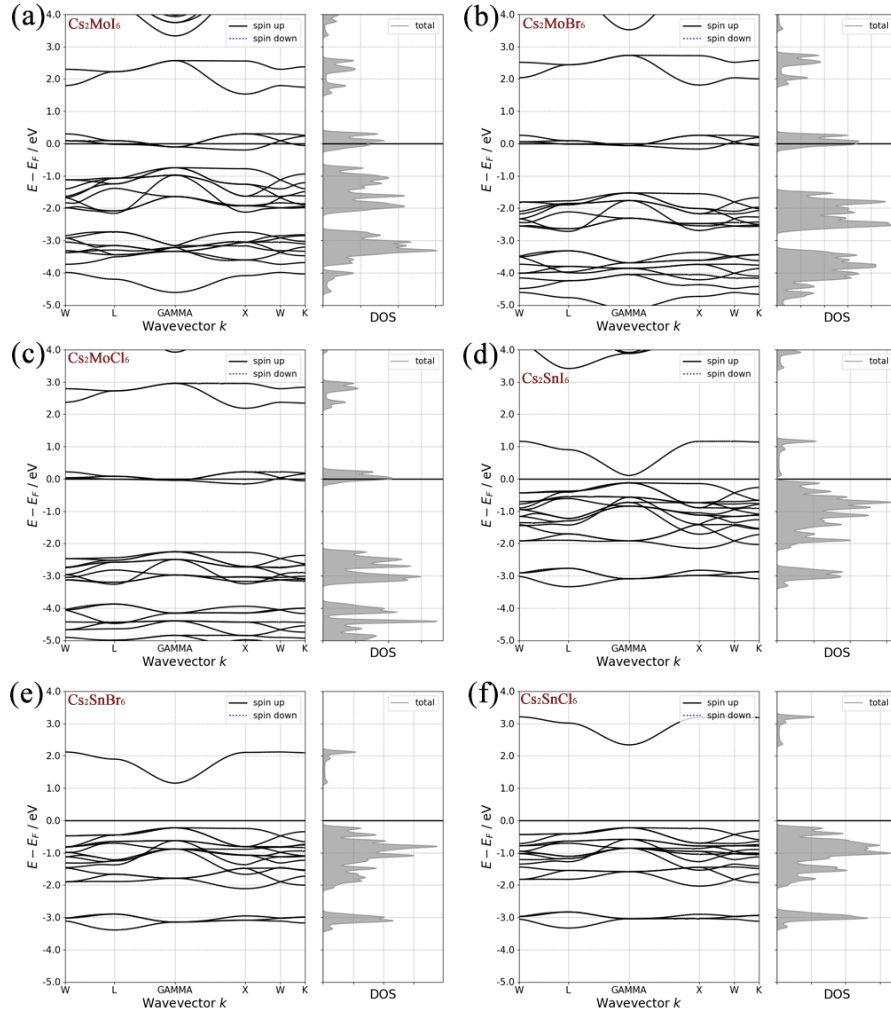 (a)
Cs₂MoI₆
spin up
spin down
total
E − E_F / eV
4.0
3.0
2.0
1.0
0.0
-1.0
-2.0
-3.0
-4.0
-5.0
W L GAMMA X W K
Wavevector k
DOS
(b)
Cs₂MoBr₆
spin up
spin down
total
E − E_F / eV
4.0
3.0
2.0
1.0
0.0
-1.0
-2.0
-3.0
-4.0
-5.0
W L GAMMA X W K
Wavevector k
DOS
(c)
Cs₂MoCl₆
spin up
spin down
total
E − E_F / eV
4.0
3.0
2.0
1.0
0.0
-1.0
-2.0
-3.0
-4.0
-5.0
W L GAMMA X W K
Wavevector k
DOS
(d)
Cs₂SnI₆
spin up
spin down
total
E − E_F / eV
4.0
3.0
2.0
1.0
0.0
-1.0
-2.0
-3.0
-4.0
-5.0
W L GAMMA X W K
Wavevector k
DOS
(e)
Cs₂SnBr₆
spin up
spin down
total
E − E_F / eV
4.0
3.0
2.0
1.0
0.0
-1.0
-2.0
-3.0
-4.0
-5.0
W L GAMMA X W K
Wavevector k
DOS
(f)
Cs₂SnCl₆
spin up
spin down
total
E − E_F / eV
4.0
3.0
2.0
1.0
0.0
-1.0
-2.0
-3.0
-4.0
-5.0
W L GAMMA X W K
Wavevector k
DOS